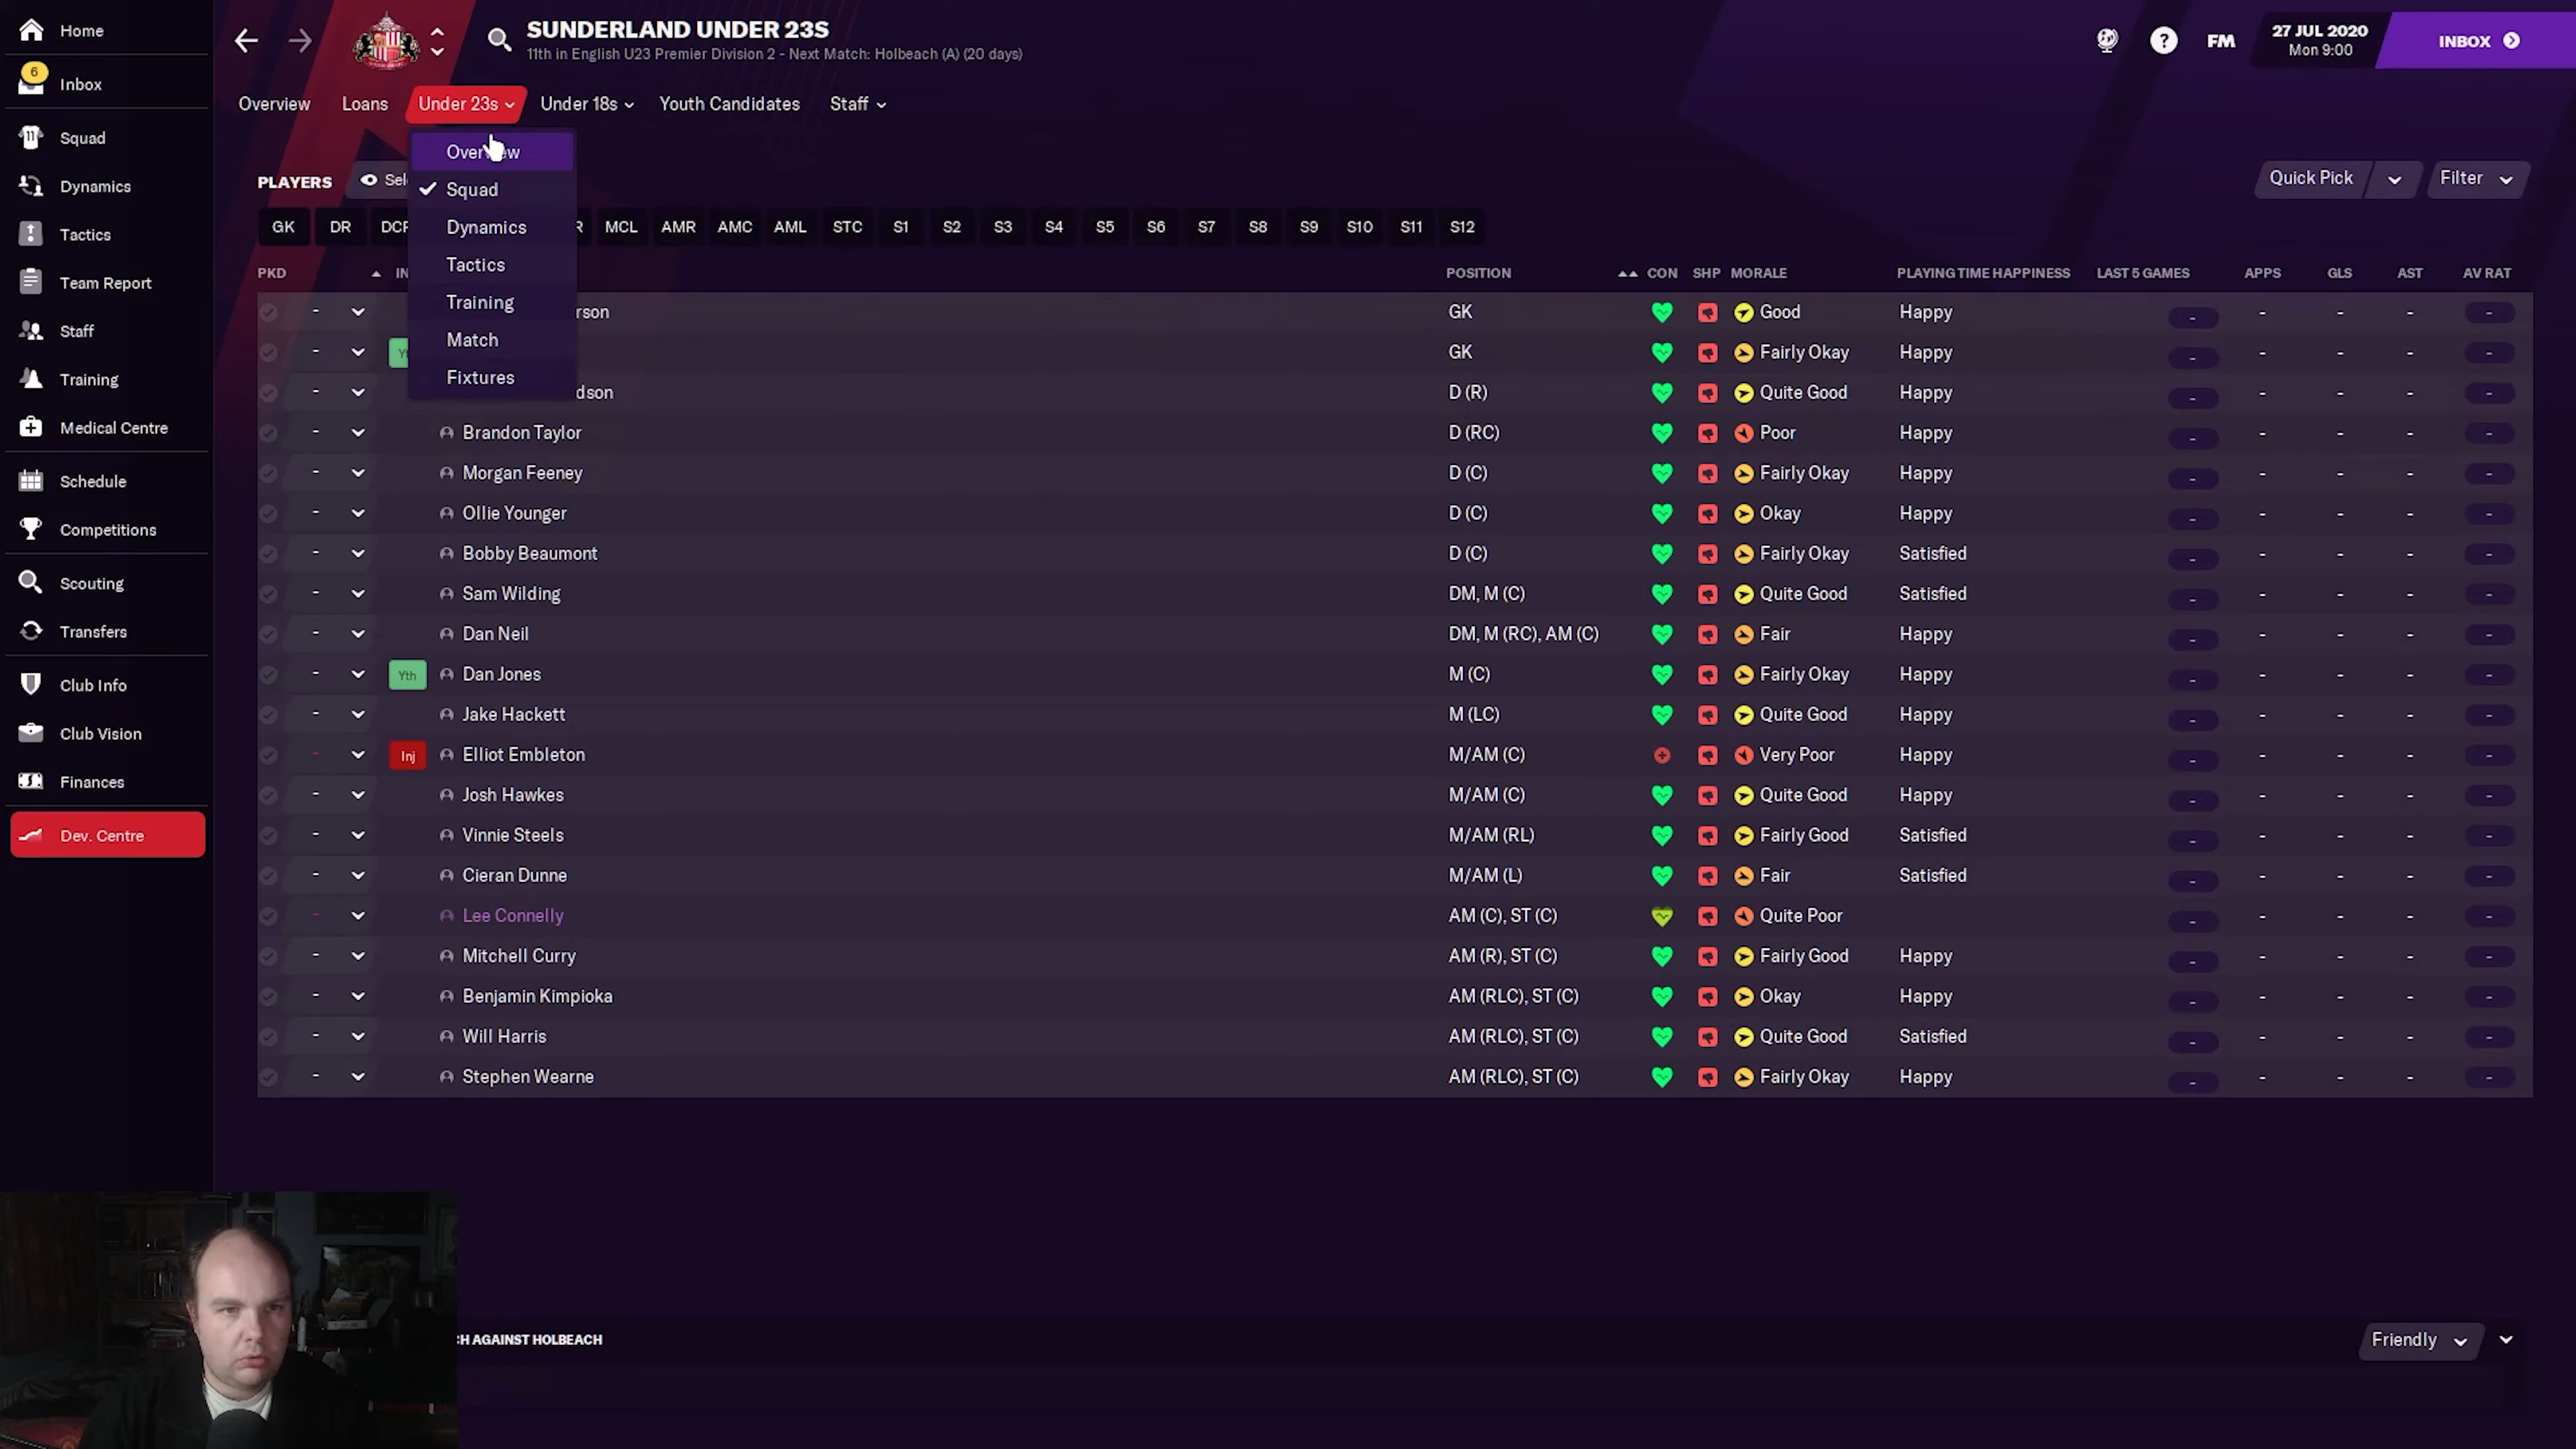 Home
Inbox
6
Squad
Dynamics
Tactics
Team Report
Staff
Training
Medical Centre
Schedule
Competitions
Scouting
Transfers
Club Info
Club Vision
Finances
Dev. Centre
SUNDERLAND UNDER 23S
11th in English U23 Premier Division 2 - Next Match: Holbeach (A) (20 days)
FM
27 JUL 2020
Mon 9:00
INBOX
Overview Loans Under 23s Under 18s Youth Candidates Staff
Overview
Squad
Dynamics
Tactics
Training
Match
Fixtures
PLAYERS Sel
Quick Pick Filter
GK DR DCR R MCL AMR AMC AML STC S1 S2 S3 S4 S5 S6 S7 S8 S9 S10 S11 S12
PKD IN POSITION CON SHP MORALE PLAYING TIME HAPPINESS LAST 5 GAMES APPS GLS AST AV RAT
- rson GK Good Happy - - - - -
- Yt GK Fairly Okay Happy - - - - -
- dson D (R) Quite Good Happy - - - - -
- Brandon Taylor D (RC) Poor Happy - - - - -
- Morgan Feeney D (C) Fairly Okay Happy - - - - -
- Ollie Younger D (C) Okay Happy - - - - -
- Bobby Beaumont D (C) Fairly Okay Satisfied - - - - -
- Sam Wilding DM, M (C) Quite Good Satisfied - - - - -
- Dan Neil DM, M (RC), AM (C) Fair Happy - - - - -
- Yth Dan Jones M (C) Fairly Okay Happy - - - - -
- Jake Hackett M (LC) Quite Good Happy - - - - -
- Inj Elliot Embleton M/AM (C) Very Poor Happy - - - - -
- Josh Hawkes M/AM (C) Quite Good Happy - - - - -
- Vinnie Steels M/AM (RL) Fairly Good Satisfied - - - - -
- Cieran Dunne M/AM (L) Fair Satisfied - - - - -
- Lee Connelly AM (C), ST (C) Quite Poor - - - - -
- Mitchell Curry AM (R), ST (C) Fairly Good Happy - - - - -
- Benjamin Kimpioka AM (RLC), ST (C) Okay Happy - - - - -
- Will Harris AM (RLC), ST (C) Quite Good Satisfied - - - - -
- Stephen Wearne AM (RLC), ST (C) Fairly Okay Happy - - - - -
CH AGAINST HOLBEACH
Friendly